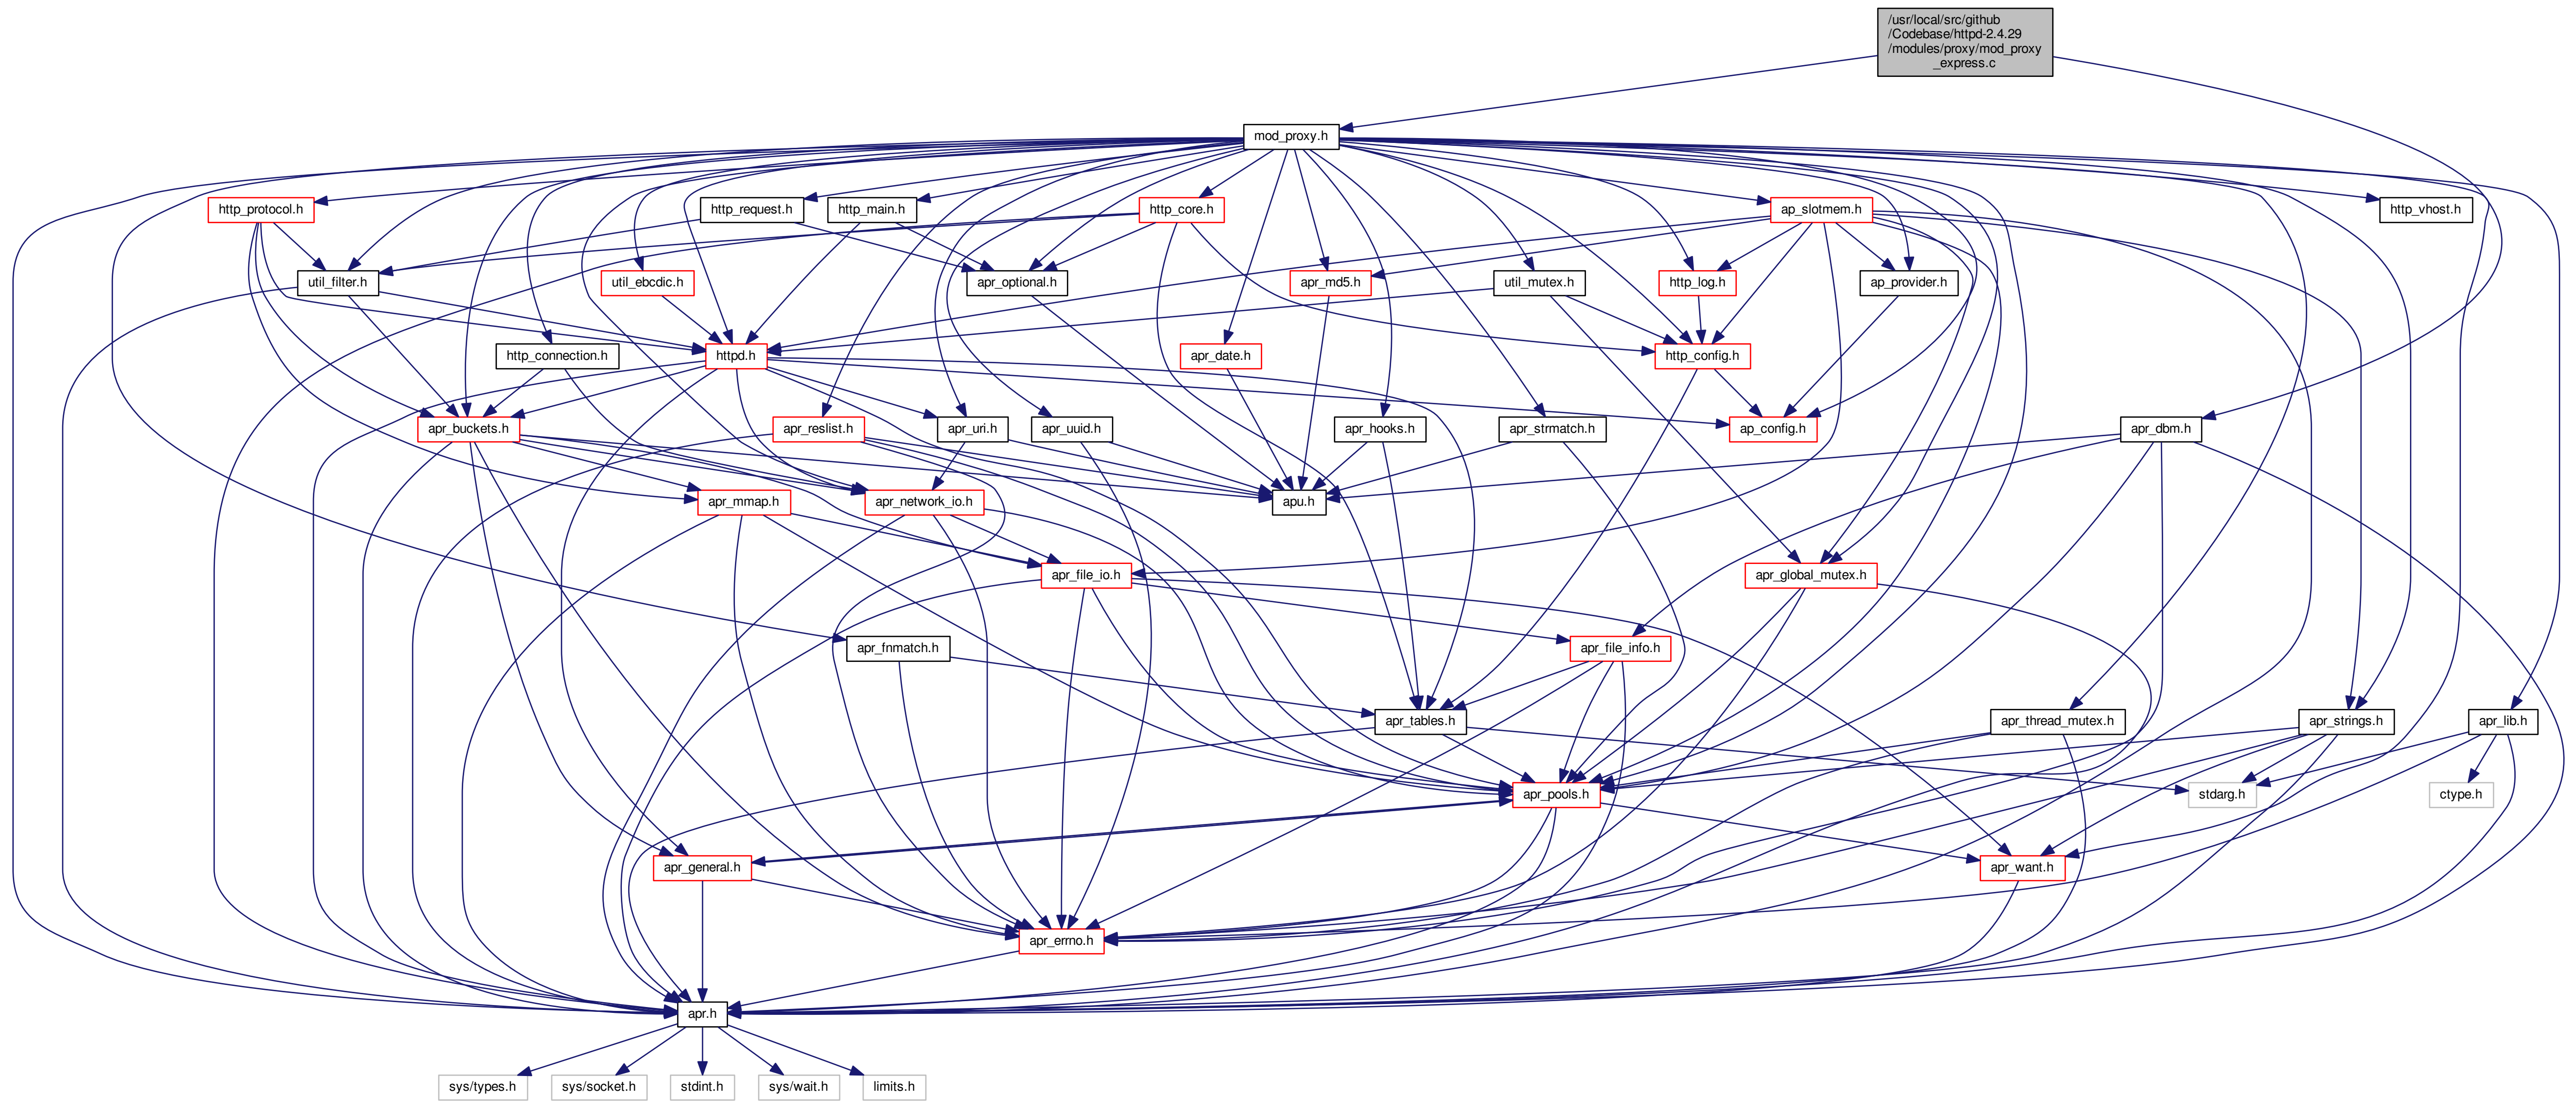 /usr/local/src/github
/Codebase/httpd-2.4.29
/modules/proxy/mod_proxy
_express.c
mod_proxy.h
http_protocol.h
http_request.h
http_main.h
http_core.h
ap_slotmem.h
http_vhost.h
util_filter.h
util_ebcdic.h
apr_optional.h
apr_md5.h
util_mutex.h
http_log.h
ap_provider.h
http_connection.h
httpd.h
apr_date.h
http_config.h
apr_buckets.h
apr_reslist.h
apr_uri.h
apr_uuid.h
apr_hooks.h
apr_strmatch.h
ap_config.h
apr_dbm.h
apr_mmap.h
apr_network_io.h
apu.h
apr_file_io.h
apr_global_mutex.h
apr_fnmatch.h
apr_file_info.h
apr_tables.h
apr_thread_mutex.h
apr_strings.h
apr_lib.h
apr_pools.h
stdarg.h
ctype.h
apr_general.h
apr_want.h
apr_errno.h
apr.h
sys/types.h
sys/socket.h
stdint.h
sys/wait.h
limits.h